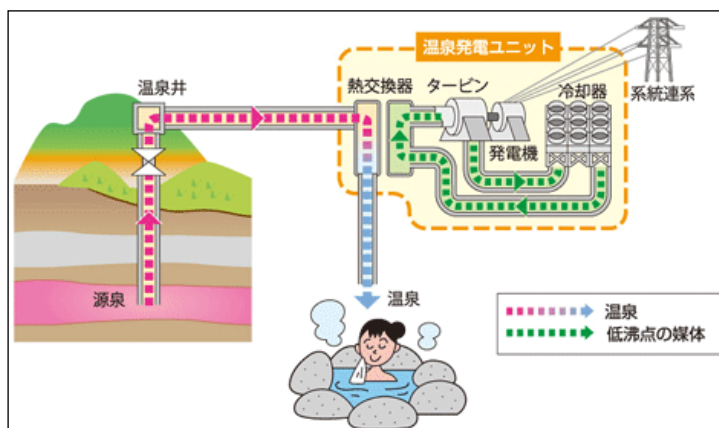 温泉発電ユニット
温泉井
熱交換器
タービン
冷却器
系統連系
発電機
源泉
温泉
温泉
低沸点の媒体